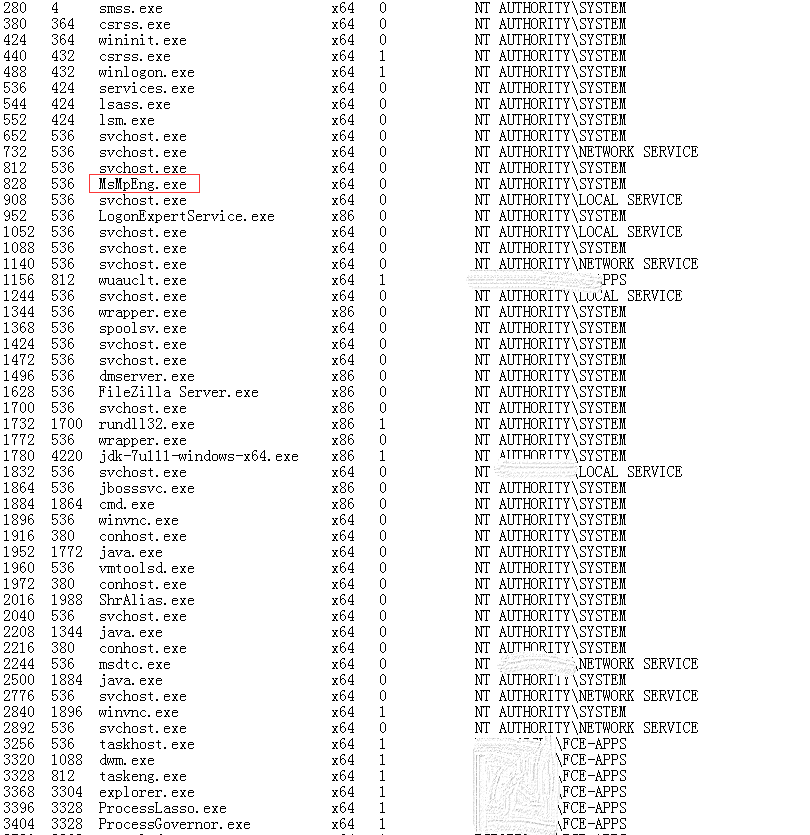 280 4 smss.exe x64 0 NT AUTHORITY\SYSTEM
380 364 csrss.exe x64 0 NT AUTHORITY\SYSTEM
424 364 wininit.exe x64 0 NT AUTHORITY\SYSTEM
440 432 csrss.exe x64 1 NT AUTHORITY\SYSTEM
488 432 winlogon.exe x64 1 NT AUTHORITY\SYSTEM
536 424 services.exe x64 0 NT AUTHORITY\SYSTEM
544 424 lsass.exe x64 0 NT AUTHORITY\SYSTEM
552 424 lsm.exe x64 0 NT AUTHORITY\SYSTEM
652 536 svchost.exe x64 0 NT AUTHORITY\SYSTEM
732 536 svchost.exe x64 0 NT AUTHORITY\NETWORK SERVICE
812 536 svchost.exe x64 0 NT AUTHORITY\SYSTEM
828 536 MsMpEng.exe x64 0 NT AUTHORITY\SYSTEM
908 536 svchost.exe x64 0 NT AUTHORITY\LOCAL SERVICE
952 536 LogonExpertService.exe x86 0 NT AUTHORITY\SYSTEM
1052 536 svchost.exe x64 0 NT AUTHORITY\LOCAL SERVICE
1088 536 svchost.exe x64 0 NT AUTHORITY\SYSTEM
1140 536 svchost.exe x64 0 NT AUTHORITY\NETWORK SERVICE
1156 812 wuauclt.exe x64 1 PPS
1244 536 svchost.exe x64 0 NT AUTHORITY\LOCAL SERVICE
1344 536 wrapper.exe x86 0 NT AUTHORITY\SYSTEM
1368 536 spoolsv.exe x64 0 NT AUTHORITY\SYSTEM
1424 536 svchost.exe x64 0 NT AUTHORITY\SYSTEM
1472 536 svchost.exe x64 0 NT AUTHORITY\SYSTEM
1496 536 dmserver.exe x86 0 NT AUTHORITY\SYSTEM
1628 536 FileZilla Server.exe x86 0 NT AUTHORITY\SYSTEM
1700 536 svchost.exe x86 0 NT AUTHORITY\SYSTEM
1732 1700 rundll32.exe x86 1 NT AUTHORITY\SYSTEM
1772 536 wrapper.exe x86 0 NT AUTHORITY\SYSTEM
1780 4220 jdk-7u111-windows-x64.exe x86 1 NT AUTHORITY\SYSTEM
1832 536 svchost.exe x64 0 NT \LOCAL SERVICE
1864 536 jbosssvc.exe x86 0 NT AUTHORITY\SYSTEM
1884 1864 cmd.exe x86 0 NT AUTHORITY\SYSTEM
1896 536 winvnc.exe x64 0 NT AUTHORITY\SYSTEM
1916 380 conhost.exe x64 0 NT AUTHORITY\SYSTEM
1952 1772 java.exe x64 0 NT AUTHORITY\SYSTEM
1960 536 vmtoolsd.exe x64 0 NT AUTHORITY\SYSTEM
1972 380 conhost.exe x64 0 NT AUTHORITY\SYSTEM
2016 1988 ShrAlias.exe x64 0 NT AUTHORITY\SYSTEM
2040 536 svchost.exe x64 0 NT AUTHORITY\SYSTEM
2208 1344 java.exe x64 0 NT AUTHORITY\SYSTEM
2216 380 conhost.exe x64 0 NT AUTHORITY\SYSTEM
2244 536 msdtc.exe x64 0 NT \NETWORK SERVICE
2500 1884 java.exe x64 0 NT AUTHORITY\SYSTEM
2776 536 svchost.exe x64 0 NT AUTHORITY\NETWORK SERVICE
2840 1896 winvnc.exe x64 1 NT AUTHORITY\SYSTEM
2892 536 svchost.exe x64 0 NT AUTHORITY\NETWORK SERVICE
3256 536 taskhost.exe x64 1 \FCE-APPS
3320 1088 dwm.exe x64 1 \FCE-APPS
3328 812 taskeng.exe x64 1 \FCE-APPS
3368 3304 explorer.exe x64 1 \FCE-APPS
3396 3328 ProcessLasso.exe x64 1 \FCE-APPS
3404 3328 ProcessGovernor.exe x64 1 \FCE-APPS